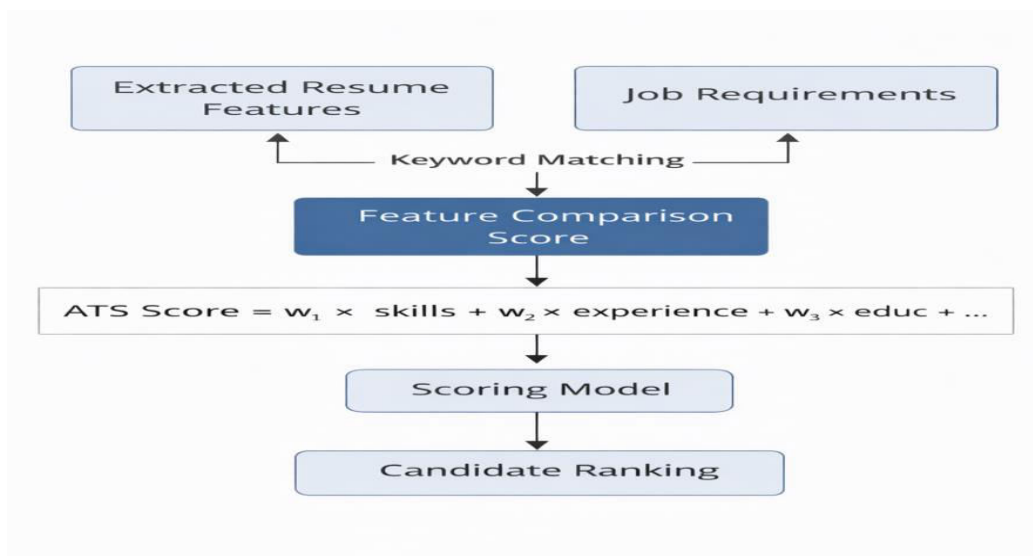 Extracted Resume
Features
Job Requirements
Keyword Matching
Feature Comparison
Score
ATS Score = w₁ × skills + w₂ × experience + w₃ × educ + ...
Scoring Model
Candidate Ranking